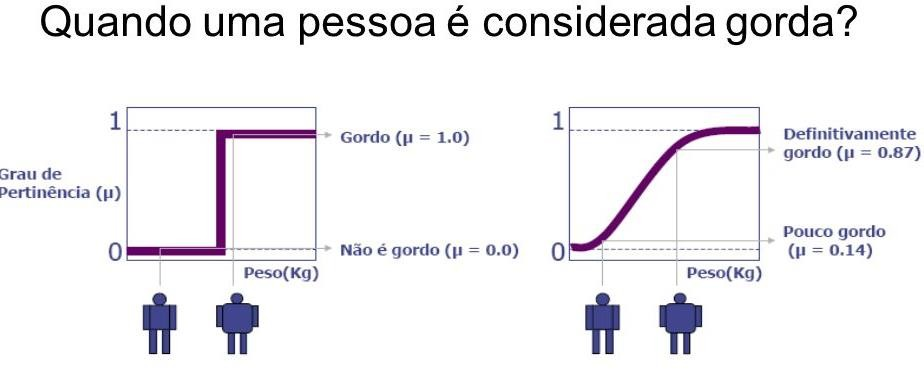 Quando uma pessoa é considerada gorda?
1
Grau de
Pertinência (μ)
0
Gordo (μ = 1.0)
Não é gordo (μ = 0.0)
Peso(Kg)
1
0
Definitivamente
gordo (μ = 0.87)
Pouco gordo
(μ = 0.14)
Peso(Kg)